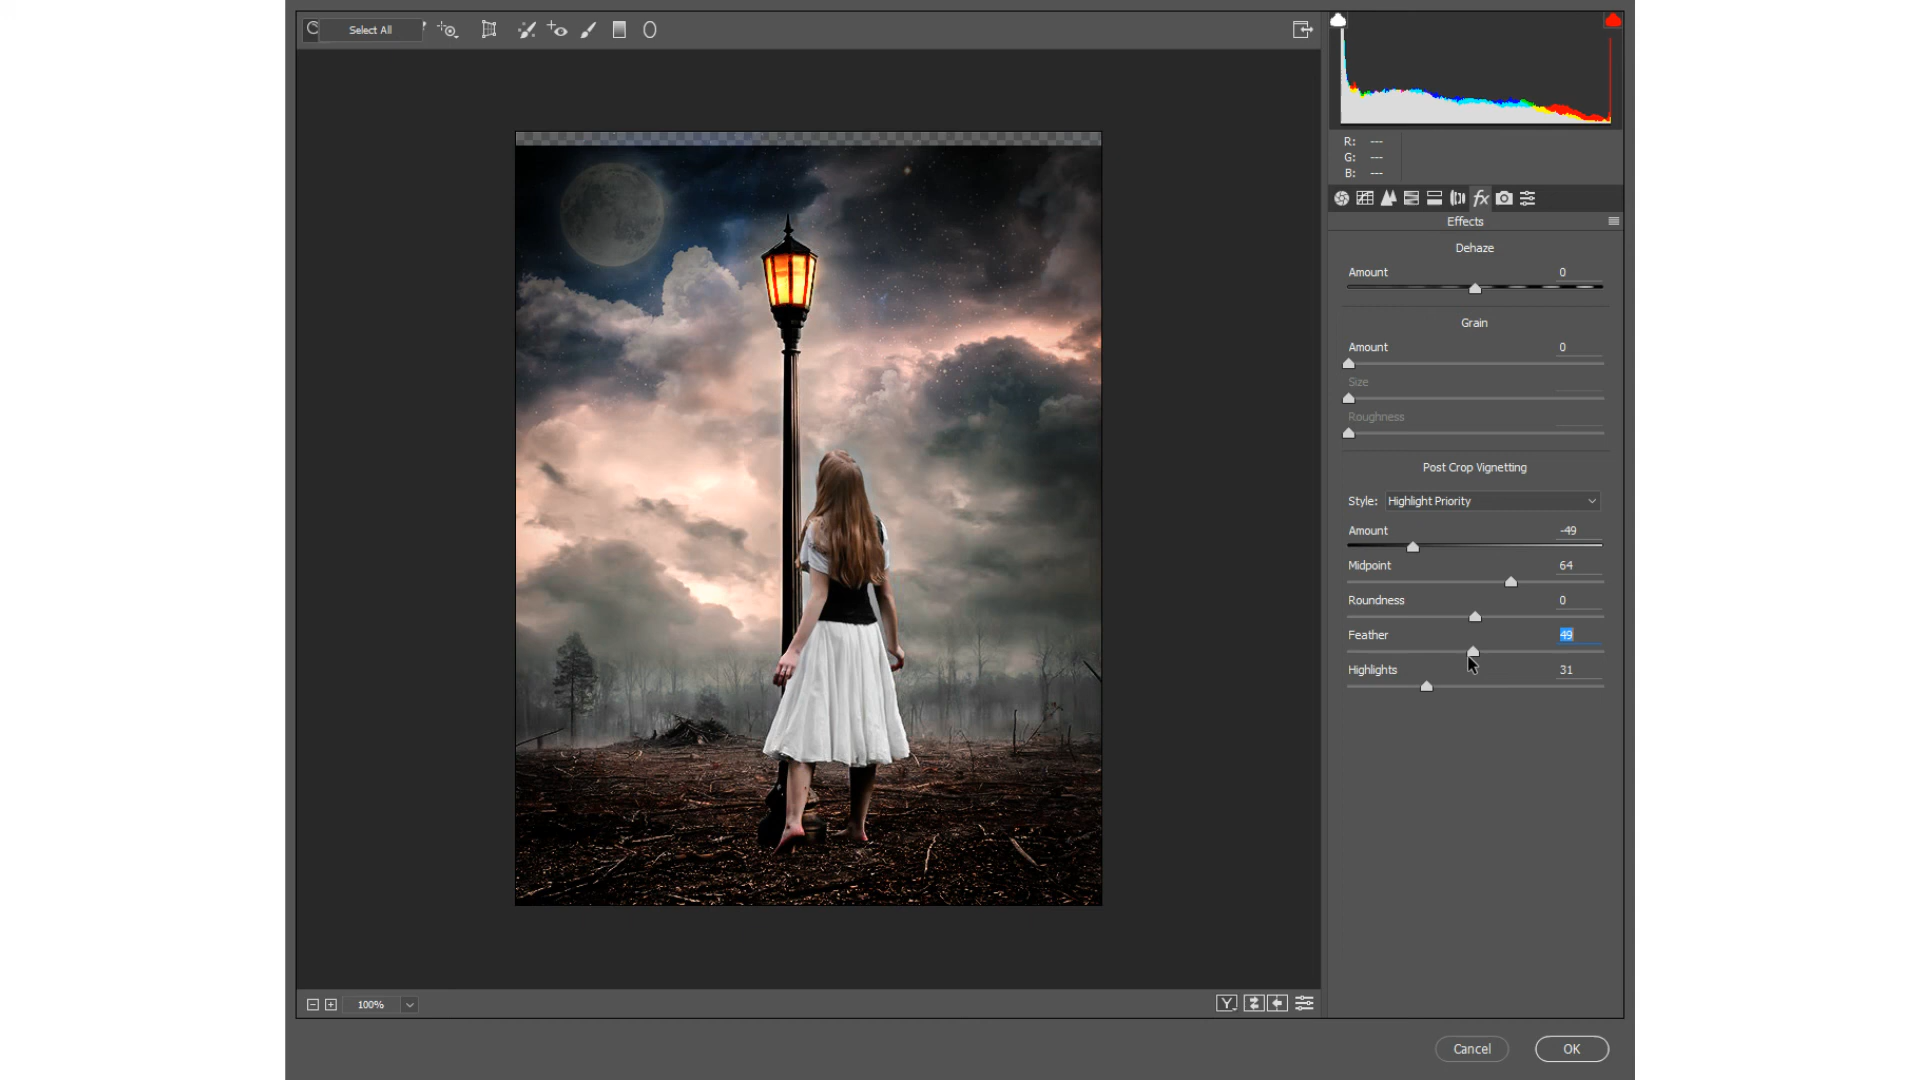 Select All
R: ---
G: ---
B: ---
fx
Effects
Dehaze
Amount 0
Grain
Amount 0
Size
Roughness
Post Crop Vignetting
Style: Highlight Priority
Amount -49
Midpoint 64
Roundness 0
Feather 49
Highlights 31
100% Y
Cancel OK